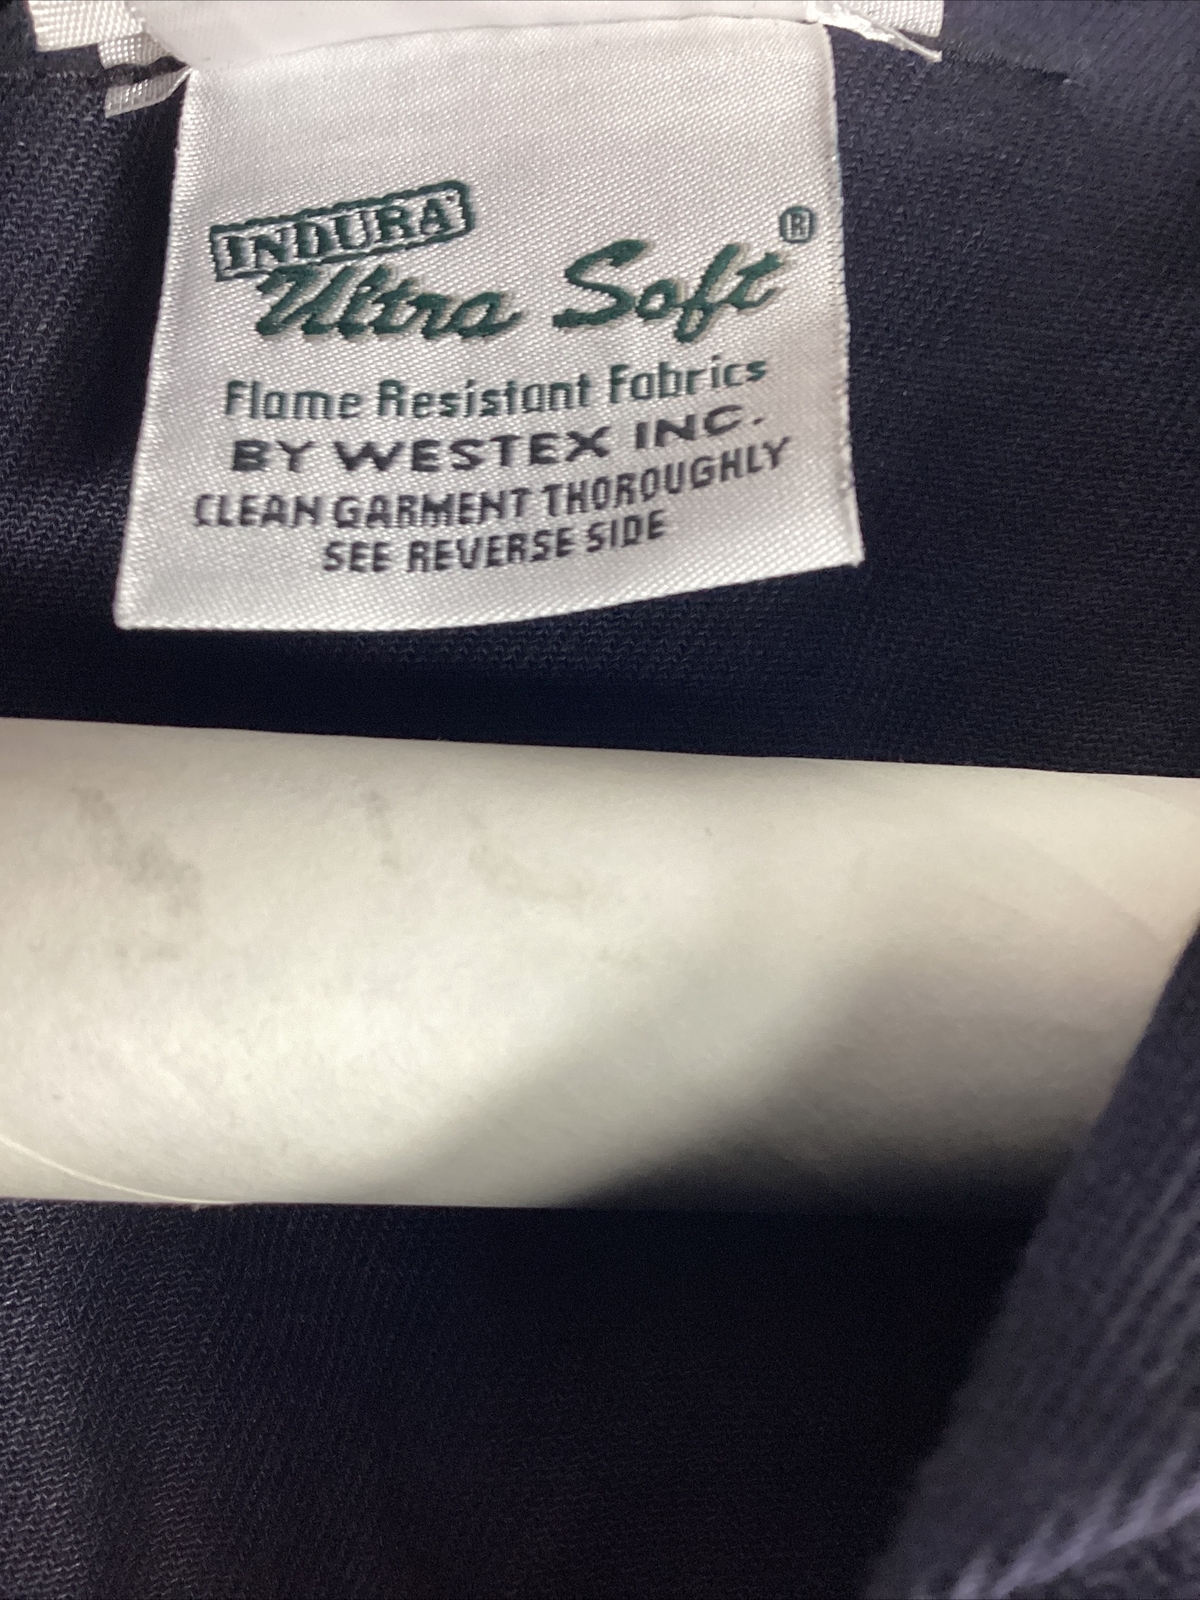 INDURA
Ultra Soft®
Flame Resistant Fabrics
BY WESTEX INC.
CLEAN GARMENT THOROUGHLY
SEE REVERSE SIDE